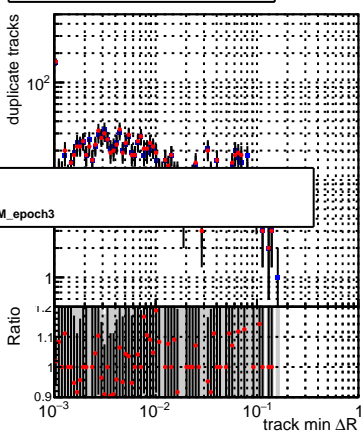 duplicate tracks
10²
M_epoch3
1
Ratio
1.2
1.1
1
0.9
10⁻³ 10⁻² 10⁻¹ 1
track min ΔR